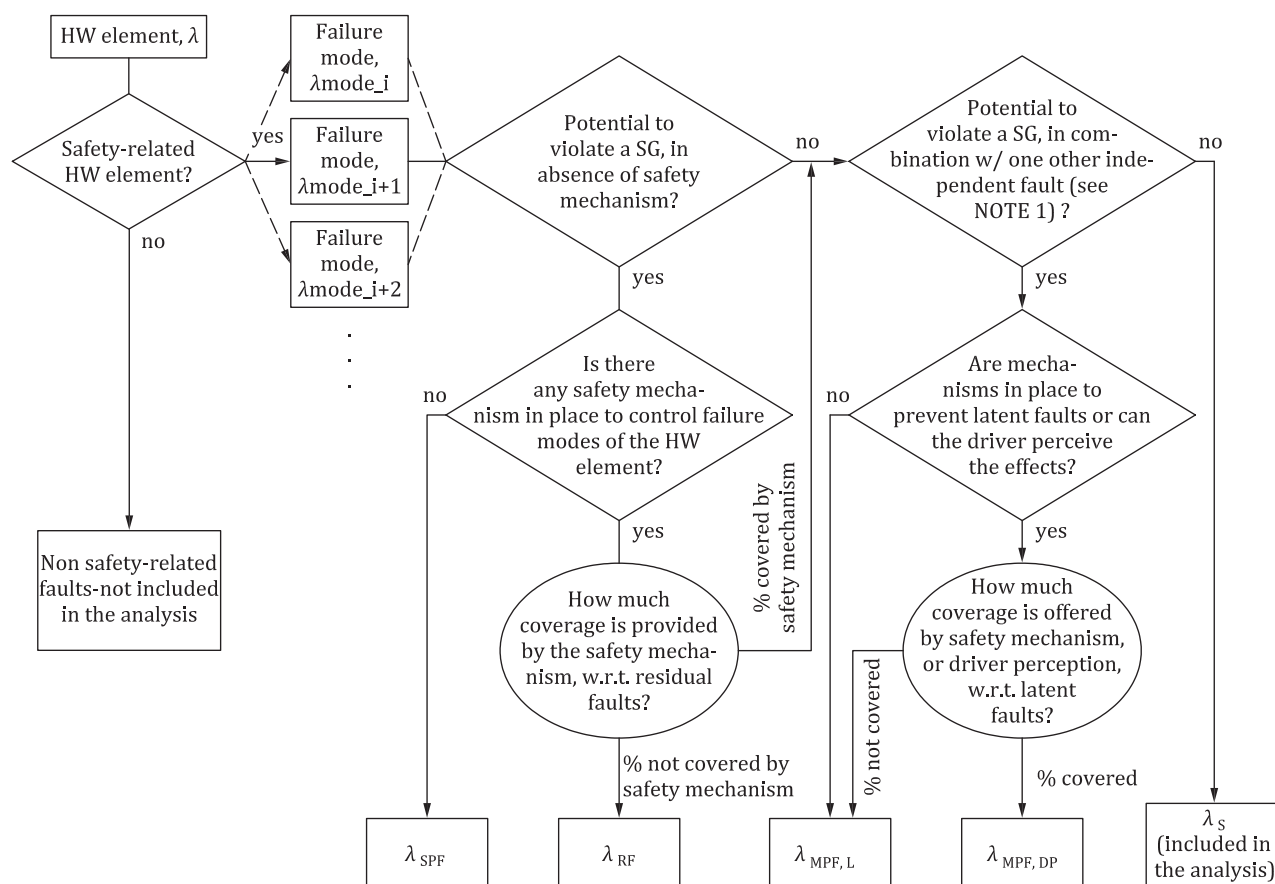 HW element, λ
Safety-related
HW element?
yes
no
Non safety-related
faults-not included
in the analysis
Failure
mode,
λmode_i
Failure
mode,
λmode_i+1
Failure
mode,
λmode_i+2
.
.
.
Potential to
violate a SG, in
absence of safety
mechanism?
no
yes
Is there
any safety mecha-
nism in place to control failure
modes of the HW
element?
no
yes
How much
coverage is provided
by the safety mecha-
nism, w.r.t. residual
faults?
% covered by
safety mechanism
% not covered by
safety mechanism
Potential to
violate a SG, in com-
bination w/ one other inde-
pendent fault (see
NOTE 1) ?
no
yes
Are mecha-
nisms in place to
prevent latent faults or can
the driver perceive
the effects?
no
yes
How much
coverage is offered
by safety mechanism,
or driver perception,
w.r.t. latent
faults?
% not covered
% covered
λ SPF
λ RF
λ MPF, L
λ MPF, DP
λ S
(included in
the analysis)